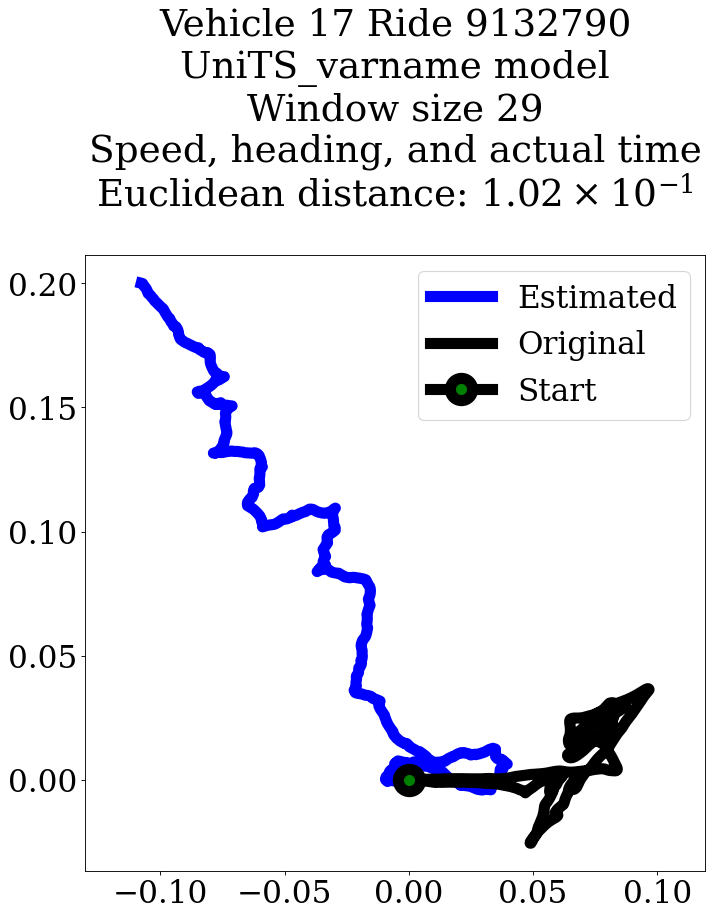 Vehicle 17 Ride 9132790
UniTS_varname model
Window size 29
Speed, heading, and actual time
Euclidean distance: 1.02 × 10⁻¹
Estimated
Original
Start
0.20
0.15
0.10
0.05
0.00
−0.10 −0.05 0.00 0.05 0.10